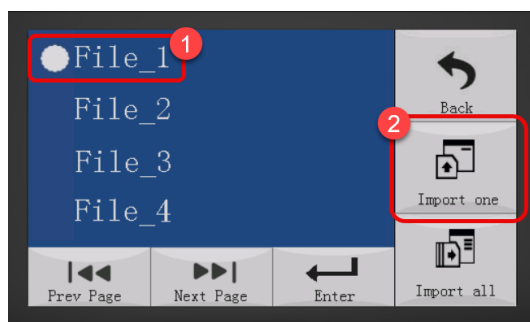 File_1
1
File_2
File_3
File_4
Back
2
Import one
Import all
Prev Page
Next Page
Enter